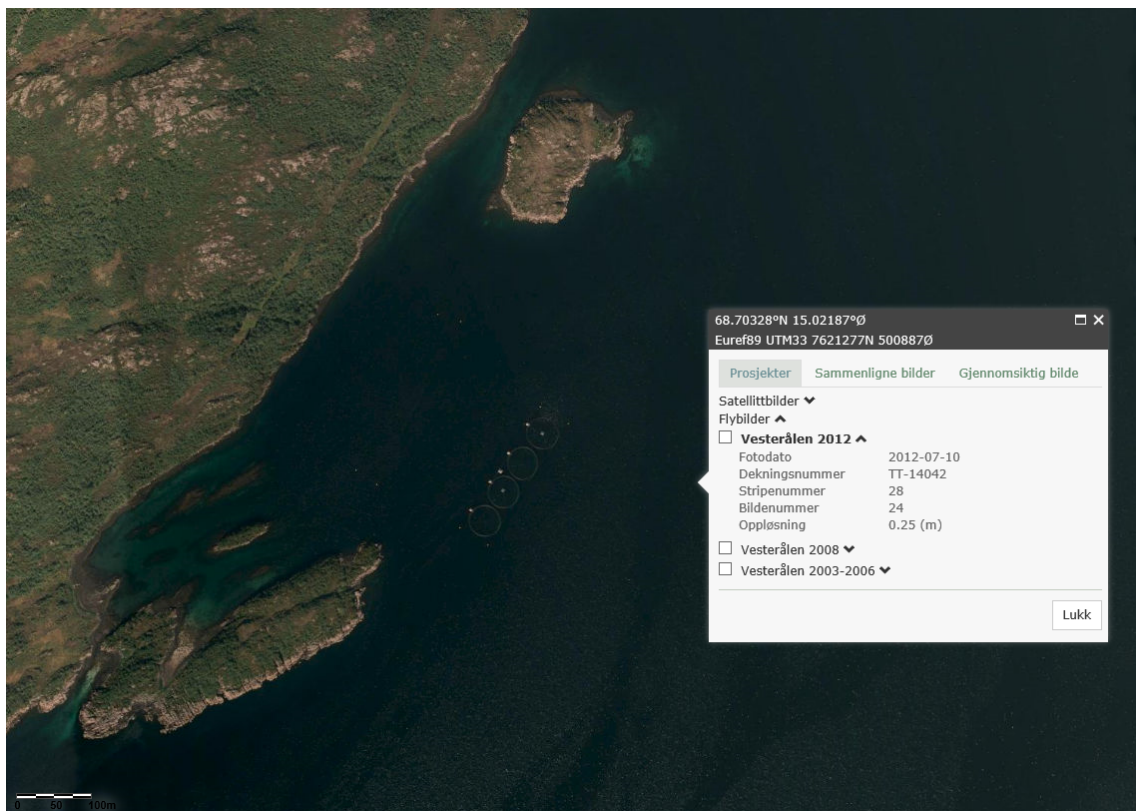 68.70328°N 15.02187°Ø
Euref89 UTM33 7621277N 500887Ø
Prosjekter Sammenligne bilder Gjennomsiktig bilde
Satellittbilder
Flybilder
Vesterålen 2012
Fotodato 2012-07-10
Dekningsnummer TT-14042
Stripenummer 28
Bildenummer 24
Oppløsning 0.25 (m)
Vesterålen 2008
Vesterålen 2003-2006
Lukk
0 50 100m